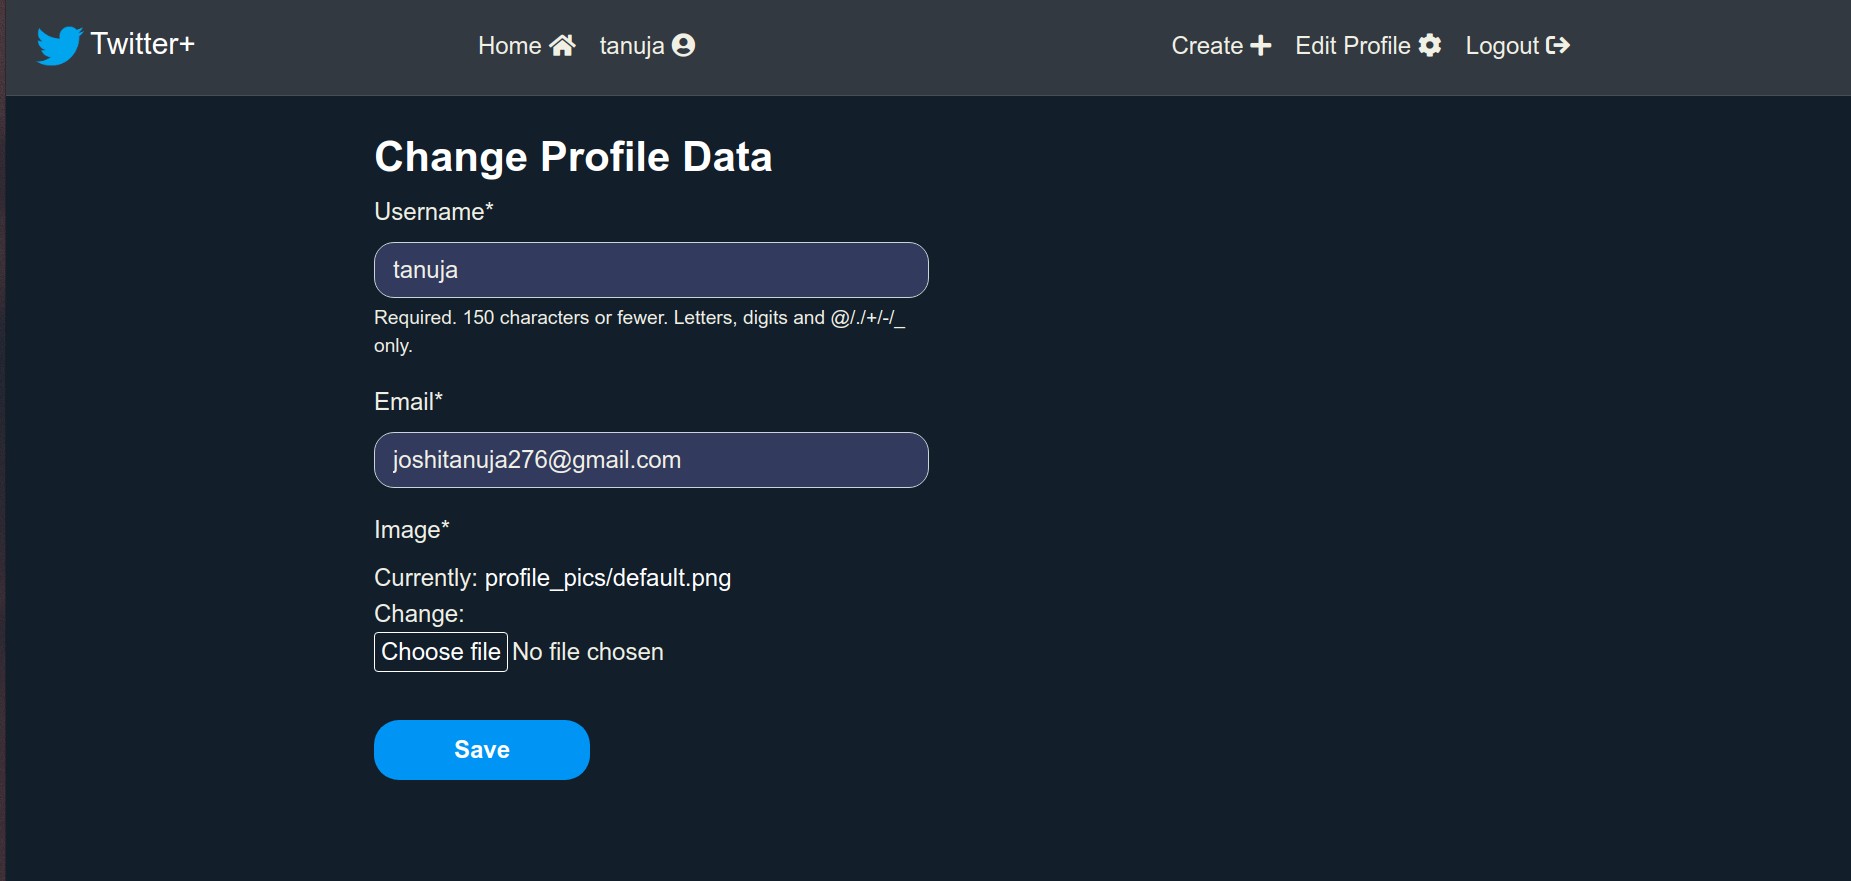 Twitter+ Home tanuja Create Edit Profile Logout
Change Profile Data
Username*
tanuja
Required. 150 characters or fewer. Letters, digits and @/./+/-/_
only.
Email*
joshitanuja276@gmail.com
Image*
Currently: profile_pics/default.png
Change:
Choose file No file chosen
Save